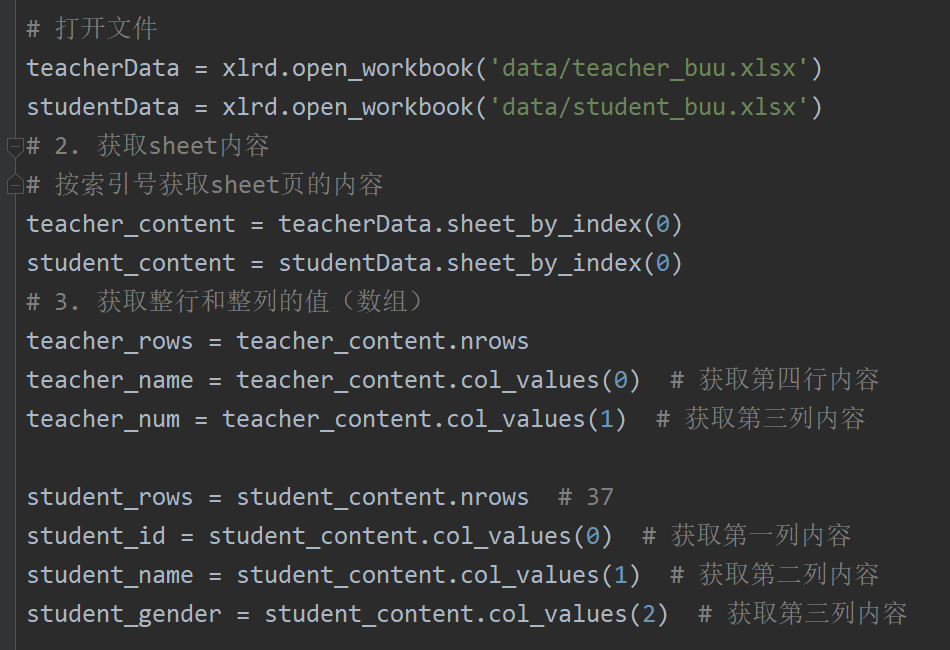 # 打开文件
teacherData = xlrd.open_workbook('data/teacher_buu.xlsx')
studentData = xlrd.open_workbook('data/student_buu.xlsx')
# 2. 获取sheet内容
# 按索引号获取sheet页的内容
teacher_content = teacherData.sheet_by_index(0)
student_content = studentData.sheet_by_index(0)
# 3. 获取整行和整列的值（数组）
teacher_rows = teacher_content.nrows
teacher_name = teacher_content.col_values(0)  # 获取第四行内容
teacher_num = teacher_content.col_values(1)  # 获取第三列内容
student_rows = student_content.nrows  # 37
student_id = student_content.col_values(0)  # 获取第一列内容
student_name = student_content.col_values(1)  # 获取第二列内容
student_gender = student_content.col_values(2)  # 获取第三列内容